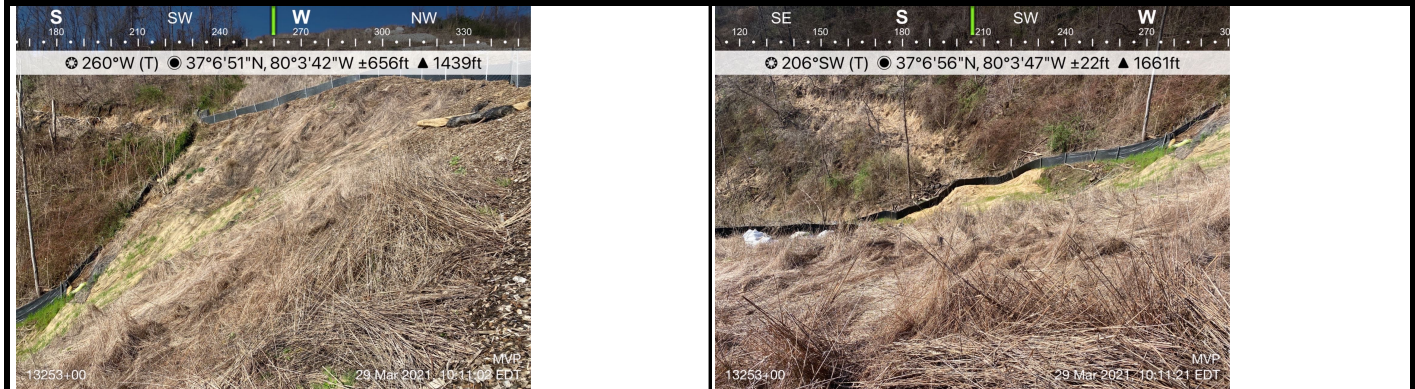 S SW W NW
180 210 240 270 300 330
260°W (T) 37°6'51"N, 80°3'42"W ±656ft ▲ 1439ft
MVP
13253+00 29 Mar 2021, 10:11:02 EDT
SE S SW W
120 150 180 210 240 270 30
206°SW (T) 37°6'56"N, 80°3'47"W ±22ft ▲ 1661ft
MVP
13253+00 29 Mar 2021, 10:11:21 EDT